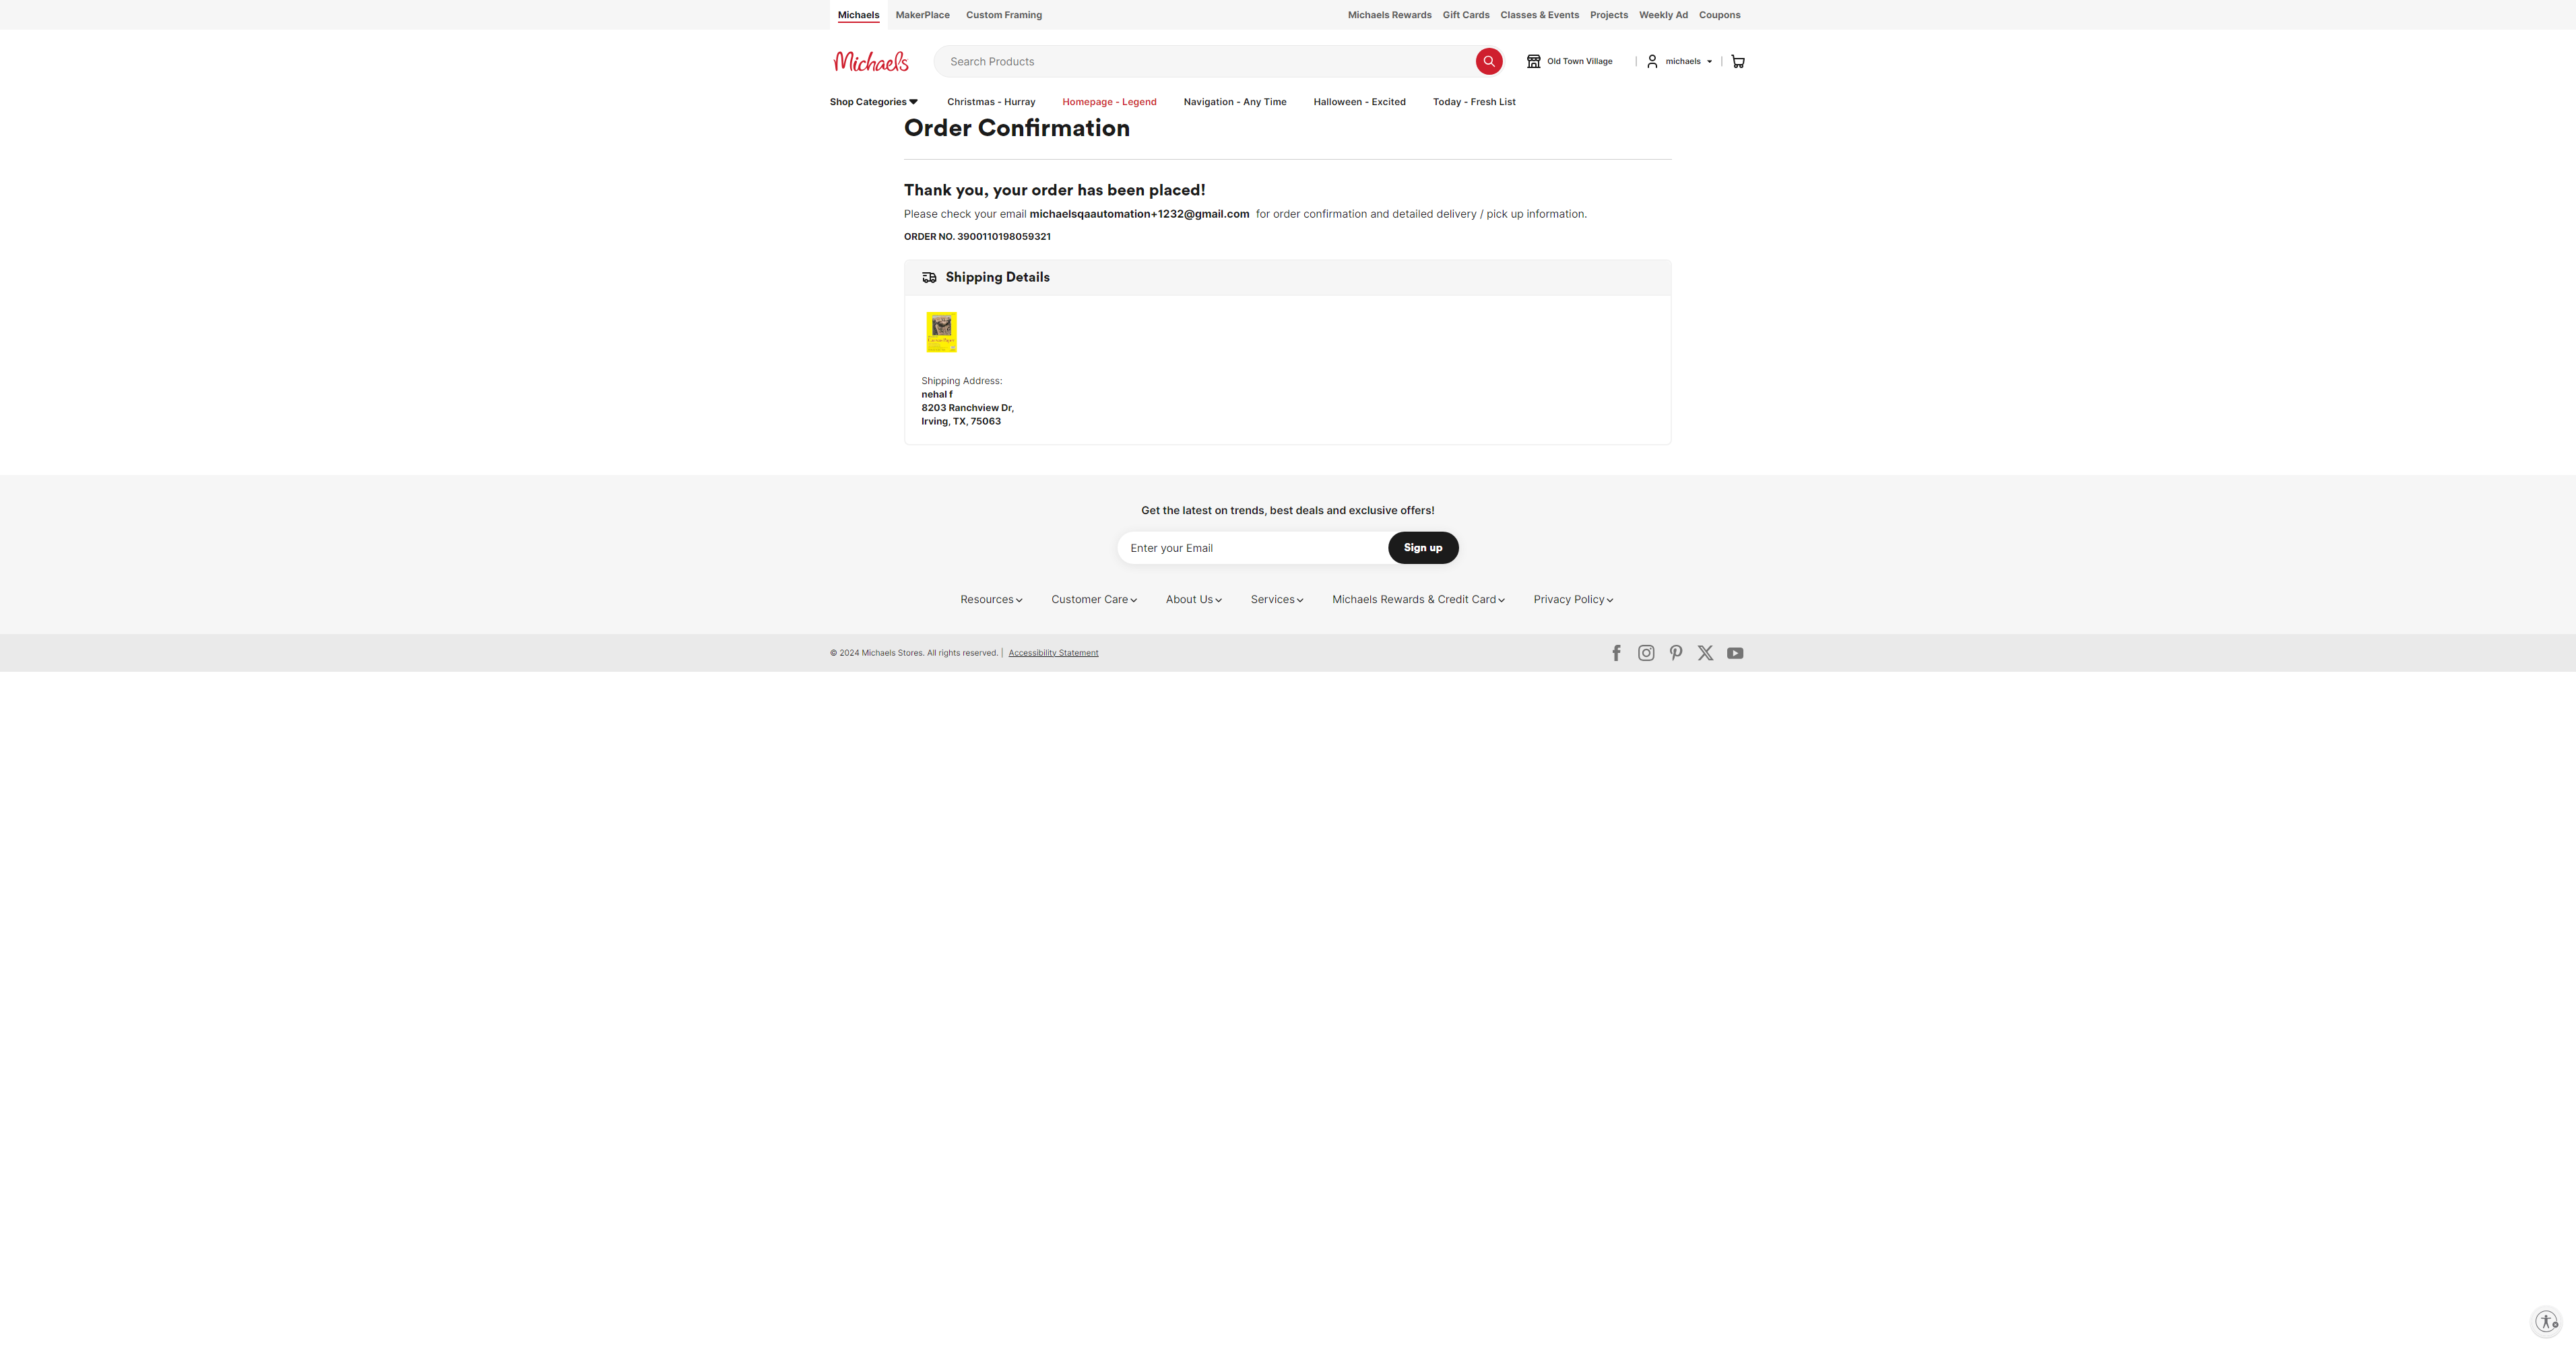 Michaels MakerPlace Custom Framing Michaels Rewards Gift Cards Classes & Events Projects Weekly Ad Coupons
Michaels Search Products Old Town Village | michaels |
Shop Categories Christmas - Hurray Homepage - Legend Navigation - Any Time Halloween - Excited Today - Fresh List
Order Confirmation
Thank you, your order has been placed!
Please check your email michaelsqaautomation+1232@gmail.com for order confirmation and detailed delivery / pick up information.
ORDER NO. 3900110198059321
Shipping Details
Shipping Address:
nehal f
8203 Ranchview Dr,
Irving, TX, 75063
Get the latest on trends, best deals and exclusive offers!
Enter your Email Sign up
Resources Customer Care About Us Services Michaels Rewards & Credit Card Privacy Policy
© 2024 Michaels Stores. All rights reserved. | Accessibility Statement